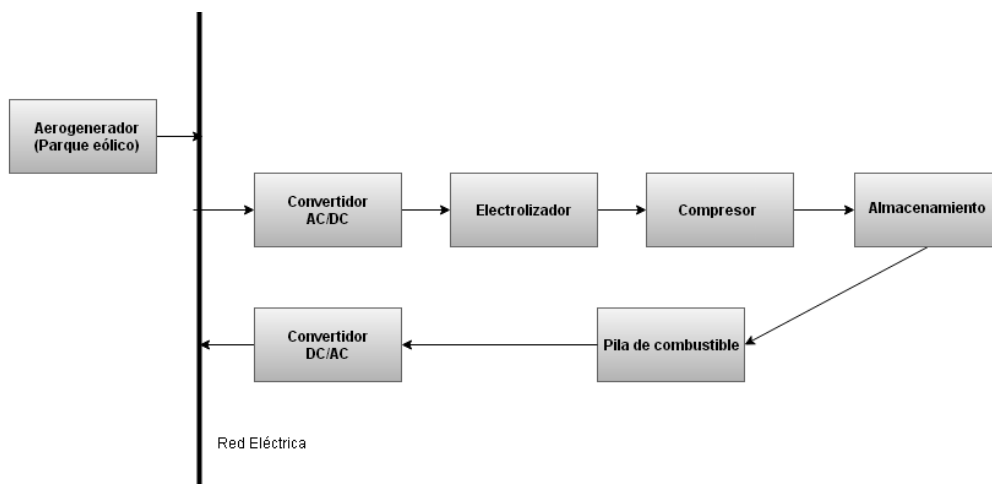 Aerogenerador
(Parque eólico)
Convertidor
AC/DC
Electrolizador
Compresor
Almacenamiento
Convertidor
DC/AC
Pila de combustible
Red Eléctrica